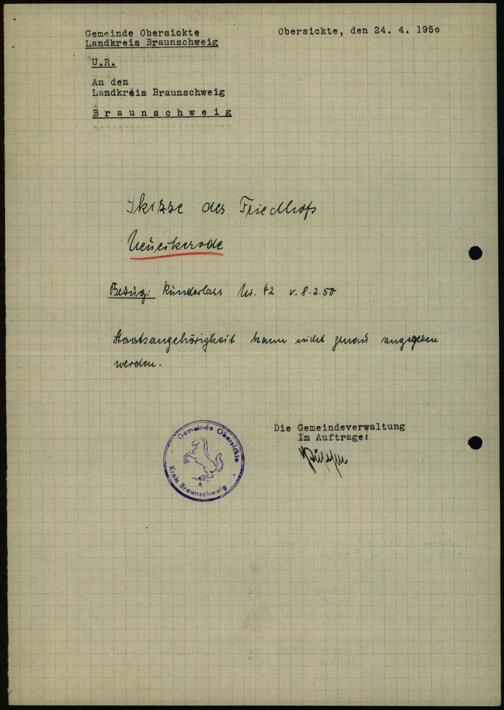 Gemeinde Obersickte
Landkreis Braunschweig
Obersickte, den 24. 4. 1950
U.R.
An den
Landkreis Braunschweig
Braunschweig
Skizze des Friedhofs
Neuerkerode
Bezug: Runderlass Nr. 42 v. 8.2.50
Staatsangehörigkeit kann nicht genau angegeben
werden.
Die Gemeindeverwaltung
Im Auftrage:
Gemeinde Obersickte
Kreis Braunschweig